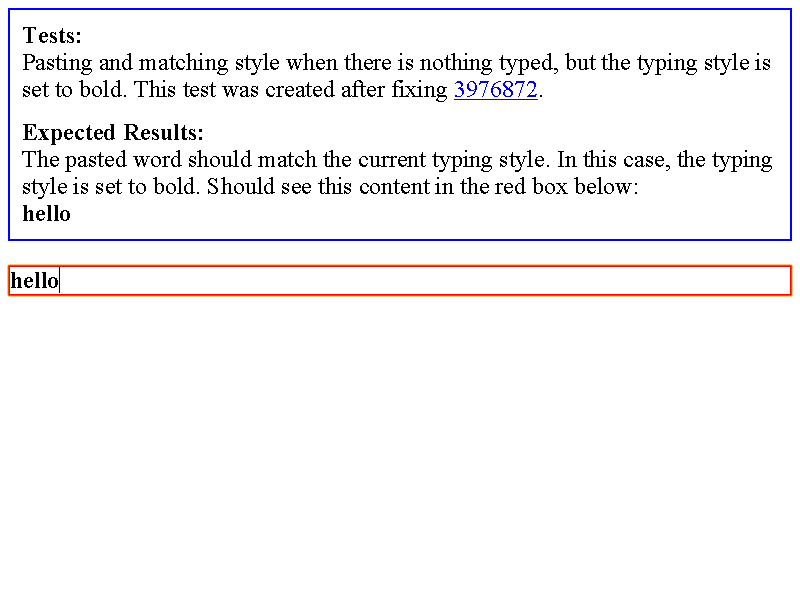 Tests:
Pasting and matching style when there is nothing typed, but the typing style is
set to bold. This test was created after fixing 3976872.
Expected Results:
The pasted word should match the current typing style. In this case, the typing
style is set to bold. Should see this content in the red box below:
hello
hello